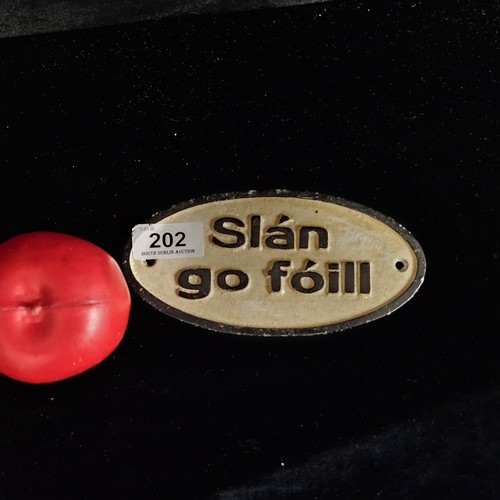 Slán
go fóill
202
SOUTH DUBLIN AUCTION